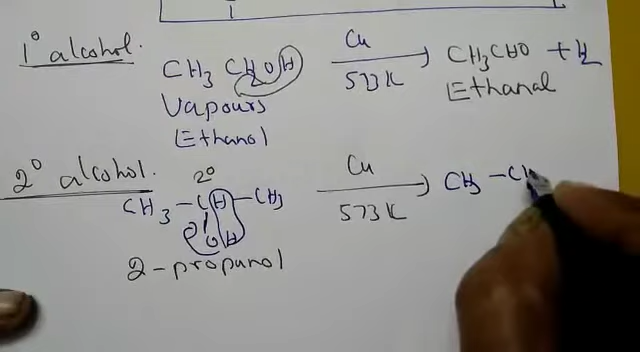 1° alcohol.
CH₃ CH₂OH Cu 573K CH₃CHO + H₂
Vapours Ethanal
Ethanol
2° alcohol.
2°
CH₃ – CH – CH₃ Cu 573K CH₃ – C
OH
2-propanol